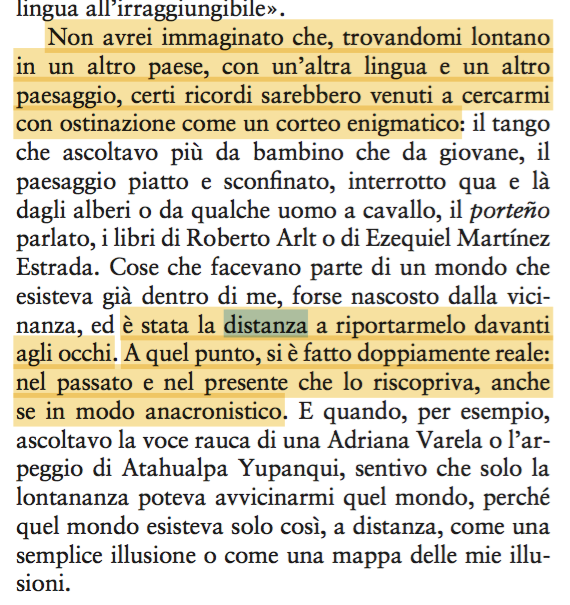 lingua all'irraggiungibile».
Non avrei immaginato che, trovandomi lontano
in un altro paese, con un'altra lingua e un altro
paesaggio, certi ricordi sarebbero venuti a cercarmi
con ostinazione come un corteo enigmatico: il tango
che ascoltavo più da bambino che da giovane, il
paesaggio piatto e sconfinato, interrotto qua e là
dagli alberi o da qualche uomo a cavallo, il porteño
parlato, i libri di Roberto Arlt o di Ezequiel Martínez
Estrada. Cose che facevano parte di un mondo che
esisteva già dentro di me, forse nascosto dalla vici-
nanza, ed è stata la distanza a riportarmelo davanti
agli occhi. A quel punto, si è fatto doppiamente reale:
nel passato e nel presente che lo riscopriva, anche
se in modo anacronistico. E quando, per esempio,
ascoltavo la voce rauca di una Adriana Varela o l'ar-
peggio di Atahualpa Yupanqui, sentivo che solo la
lontananza poteva avvicinarmi quel mondo, perché
quel mondo esisteva solo così, a distanza, come una
semplice illusione o come una mappa delle mie illu-
sioni.